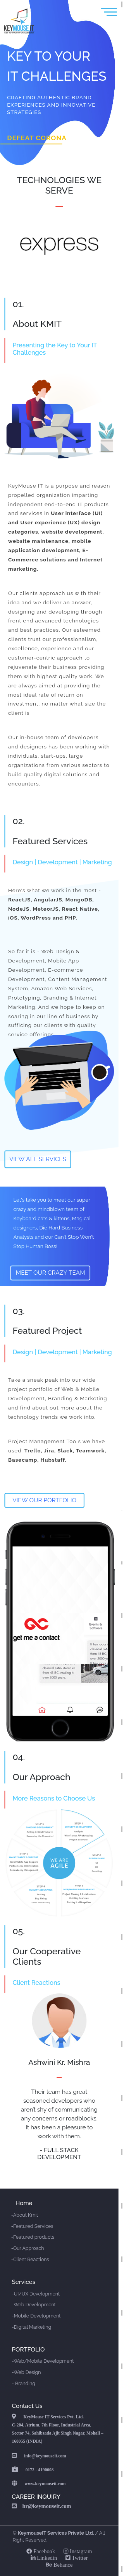 KEYMOUSE IT
KEY TO YOUR
IT CHALLENGES
CRAFTING AUTHENTIC BRAND
EXPERIENCES AND INNOVATIVE
STRATEGIES
DEFEAT CORONA
TECHNOLOGIES WE
SERVE
express
01.
About KMIT
Presenting the Key to Your IT
Challenges
KeyMouse IT is a purpose and reason
propelled organization imparting
independent end-to-end IT products
and services in User Interface (UI)
and User experience (UX) design
categories, website development,
website maintenance, mobile
application development, E-
Commerce solutions and Internet
marketing.
Our clients approach us with their
idea and we deliver an answer,
designing and growing their
around front end technologies
and best practices. Our esteemed
clients trust our professionalism,
excellence, experience and our
customer-centric approach to
promote their business providing
them with highest quality work. We
are always based on giving you
most ideal rate of return on
investment, no matter what sone the
client is.
In our house team of developers
and designers has been working with
individuals, start-ups, large
organizations from various sectors to
build quality digital solutions and
encounters.
02.
Featured Services
Design | Development | Marketing
Here's what we work in the most -
ReactJS, AngularJS, MongoDB,
NodeJS, MeteorJS, React Native,
iOS, WordPress and PHP.
So far it is - Web Design &
Development, Mobile App
Development, E-commerce
Development, Content Management
System, Amazon Web Services,
Prototyping, Branding & Internet
Marketing. And we hope to keep on
soaring in our line of business by
sufficing our clients with quality
service offerings.
VIEW ALL SERVICES
Let's take you to meet our super
crazy and mindblown team of
Keyboard cats & Aliens, Magical
designers, Die Hard Business
Analysts and our Can't Stop Won't
Stop Human Boss!
MEET OUR CRAZY TEAM
03.
Featured Project
Design | Development | Marketing
Take a sneak peak into our wide
project portfolio of Web & Mobile
Development, Branding & Marketing
and find about out more about the
technology trends we work into.
Project Management Tools we have
used: Trello, Jira, Slack, Teamwork,
Basecamp, Hubstaff.
VIEW OUR PORTFOLIO
get me a contact
04.
Our Approach
More Reasons to Choose Us
WE ARE
AGILE
05.
Our Cooperative
Clients
Client Reactions
Ashwini Kr. Mishra
Their team has great
seasoned developers who
aren't shy of communicating
any concerns or roadblocks.
It has been a pleasure to
work with them.
- FULL STACK
DEVELOPMENT
Home
-About Kmit
-Featured Services
-Featured products
-Our Approach
-Client Reactions
Services
-UI/UX Development
-Web Development
-Mobile Development
-Digital Marketing
PORTFOLIO
-Web/Mobile Development
-Web Design
- Branding
Contact Us
KeyMouse IT Services Pvt. Ltd.
C-204, Atrium, 7th Floor, Industrial Area,
Sector 74, Sahibzada Ajit Singh Nagar, Mohali -
160055 (INDIA)
info@keymouseit.com
0172 - 4190000
www.keymouseit.com
CAREER INQUIRY
hr@keymouseit.com
© KeymouseIT Services Private Ltd. / All
Right Reserved.
Facebook Instagram
Linkedin Twitter
Behance